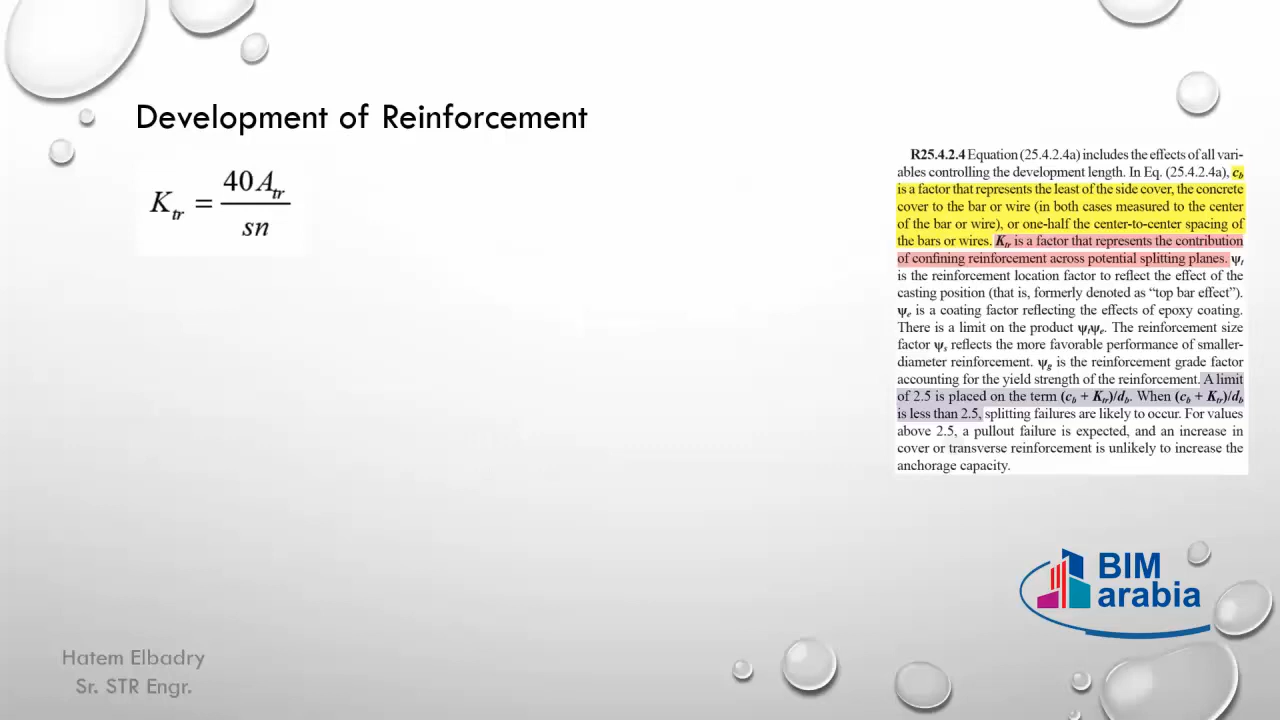 Development of Reinforcement
K_tr = 40 A_tr / sn
R25.4.2.4 Equation (25.4.2.4a) includes the effects of all vari-
ables controlling the development length. In Eq. (25.4.2.4a), c_b
is a factor that represents the least of the side cover, the concrete
cover to the bar or wire (in both cases measured to the center
of the bar or wire), or one-half the center-to-center spacing of
the bars or wires. K_tr is a factor that represents the contribution
of confining reinforcement across potential splitting planes. ψ_t
is the reinforcement location factor to reflect the effect of the
casting position (that is, formerly denoted as “top bar effect”).
ψ_e is a coating factor reflecting the effects of epoxy coating.
There is a limit on the product ψ_tψ_e. The reinforcement size
factor ψ_s reflects the more favorable performance of smaller-
diameter reinforcement. ψ_g is the reinforcement grade factor
accounting for the yield strength of the reinforcement. A limit
of 2.5 is placed on the term (c_b + K_tr)/d_b. When (c_b + K_tr)/d_b
is less than 2.5, splitting failures are likely to occur. For values
above 2.5, a pullout failure is expected, and an increase in
cover or transverse reinforcement is unlikely to increase the
anchorage capacity.
BIM
arabia
Hatem Elbadry
Sr. STR Engr.